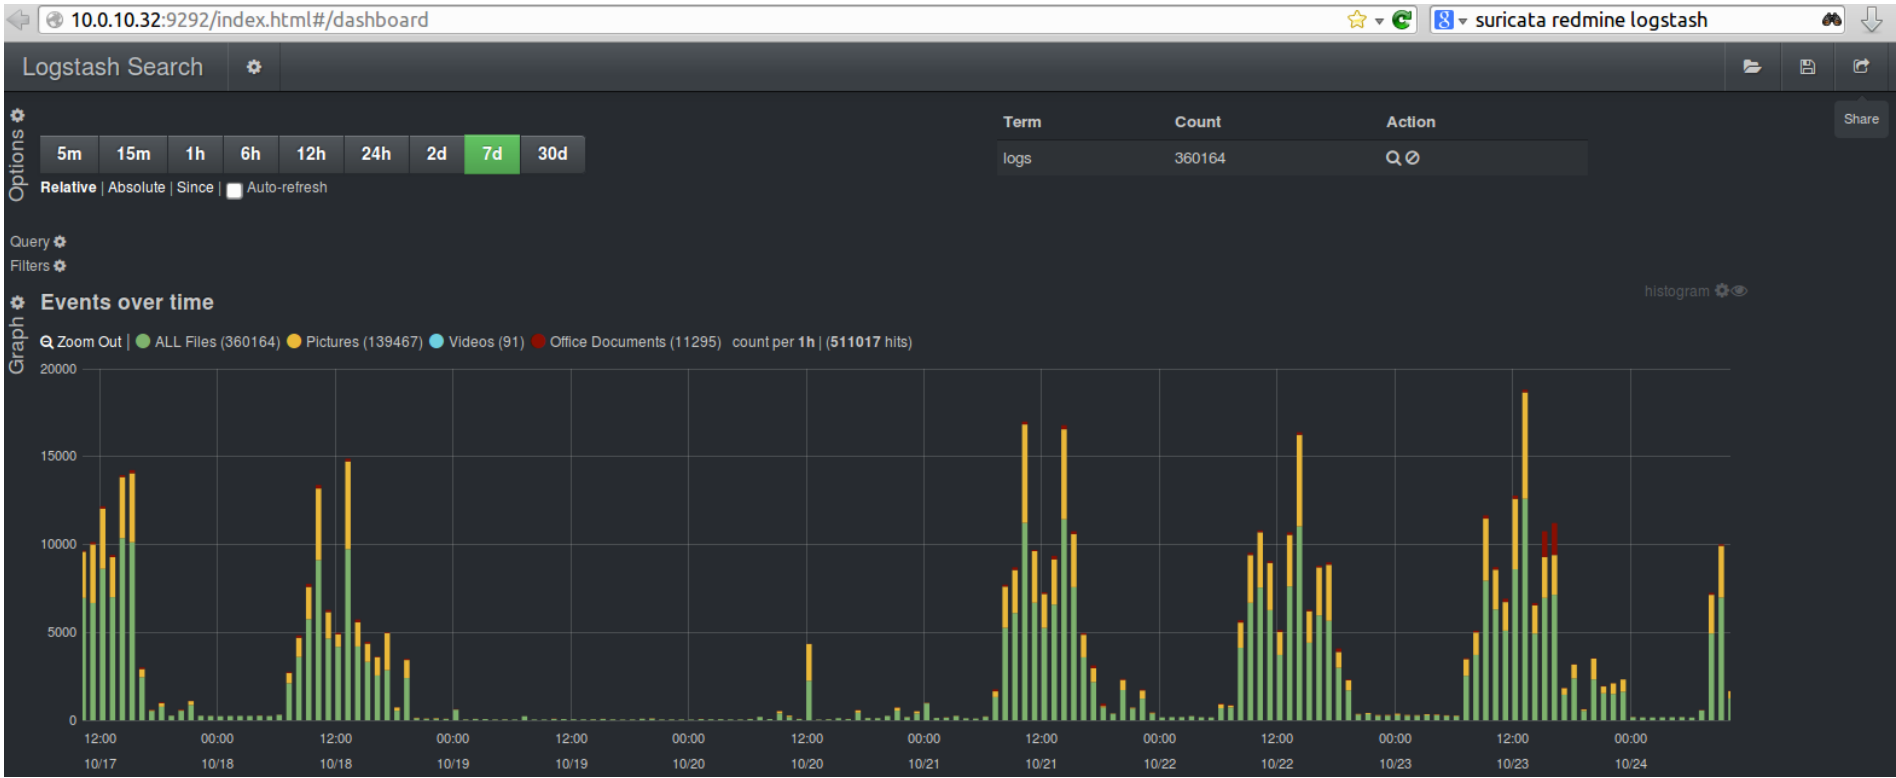 10.0.10.32:9292/index.html#/dashboard
8 suricata redmine logstash
Logstash Search
Share
Options
5m 15m 1h 6h 12h 24h 2d 7d 30d
Relative | Absolute | Since | Auto-refresh
Term Count Action
logs 360164
Query
Filters
Graph
Events over time
histogram
Zoom Out | ALL Files (360164) Pictures (139467) Videos (91) Office Documents (11295) count per 1h | (511017 hits)
20000
15000
10000
5000
0
12:00 00:00 12:00 00:00 12:00 00:00 12:00 00:00 12:00 00:00 12:00 00:00 12:00 00:00
10/17 10/18 10/18 10/19 10/19 10/20 10/20 10/21 10/21 10/22 10/22 10/23 10/23 10/24